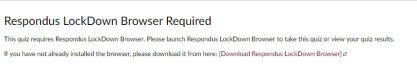 Respondus LockDown Browser Required
This quiz requires Respondus LockDown Browser. Please launch Respondus LockDown Browser to take this quiz or view your quiz results.
If you have not already installed the browser, please download it from here: [Download Respondus LockDown Browser]